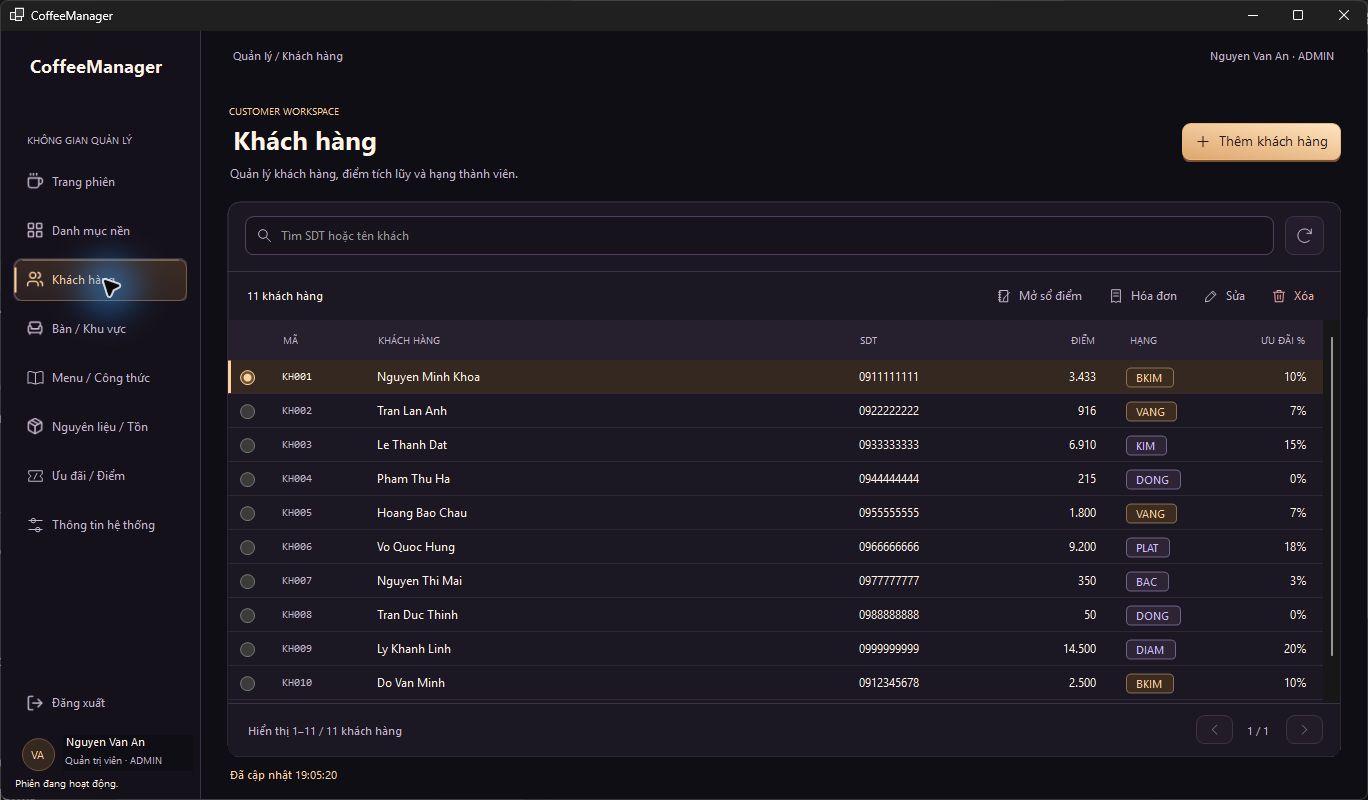 CoffeeManager
CoffeeManager
Quản lý / Khách hàng
Nguyen Van An · ADMIN
KHÔNG GIAN QUẢN LÝ
Trang phiên
Danh mục nền
Khách hàng
Bàn / Khu vực
Menu / Công thức
Nguyên liệu / Tồn
Ưu đãi / Điểm
Thông tin hệ thống
Đăng xuất
VA
Nguyen Van An
Quản trị viên · ADMIN
Phiên đang hoạt động.
CUSTOMER WORKSPACE
Khách hàng
Quản lý khách hàng, điểm tích lũy và hạng thành viên.
Thêm khách hàng
Tìm SDT hoặc tên khách
11 khách hàng
Mở sổ điểm
Hóa đơn
Sửa
Xóa
MÃ KHÁCH HÀNG SDT ĐIỂM HẠNG ƯU ĐÃI %
KH001 Nguyen Minh Khoa 0911111111 3.433 BKIM 10%
KH002 Tran Lan Anh 0922222222 916 VANG 7%
KH003 Le Thanh Dat 0933333333 6.910 KIM 15%
KH004 Pham Thu Ha 0944444444 215 DONG 0%
KH005 Hoang Bao Chau 0955555555 1.800 VANG 7%
KH006 Vo Quoc Hung 0966666666 9.200 PLAT 18%
KH007 Nguyen Thi Mai 0977777777 350 BAC 3%
KH008 Tran Duc Thinh 0988888888 50 DONG 0%
KH009 Ly Khanh Linh 0999999999 14.500 DIAM 20%
KH010 Do Van Minh 0912345678 2.500 BKIM 10%
Hiển thị 1–11 / 11 khách hàng
1 / 1
Đã cập nhật 19:05:20